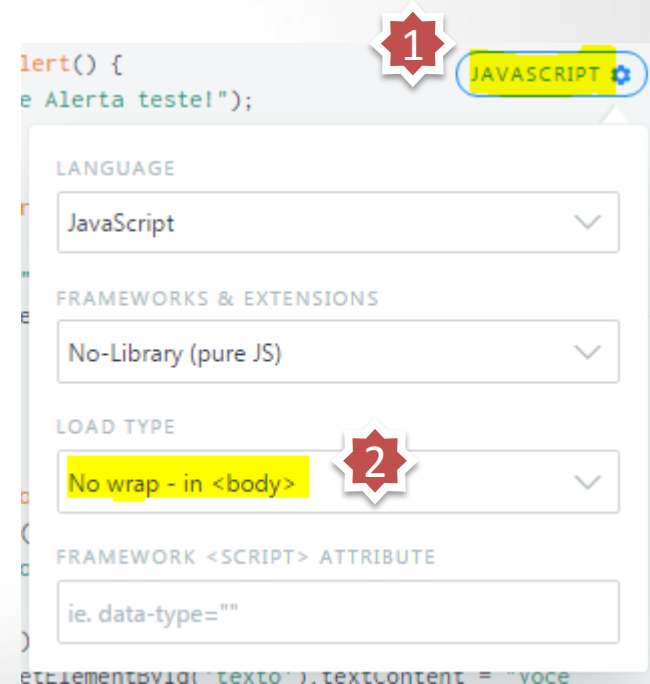 1
lert() {
JAVASCRIPT
e Alerta teste!");
LANGUAGE
JavaScript
FRAMEWORKS & EXTENSIONS
No-Library (pure JS)
LOAD TYPE
No wrap - in <body>
2
FRAMEWORK <SCRIPT> ATTRIBUTE
ie. data-type=""
etElementById('texto').textContent = "Voce